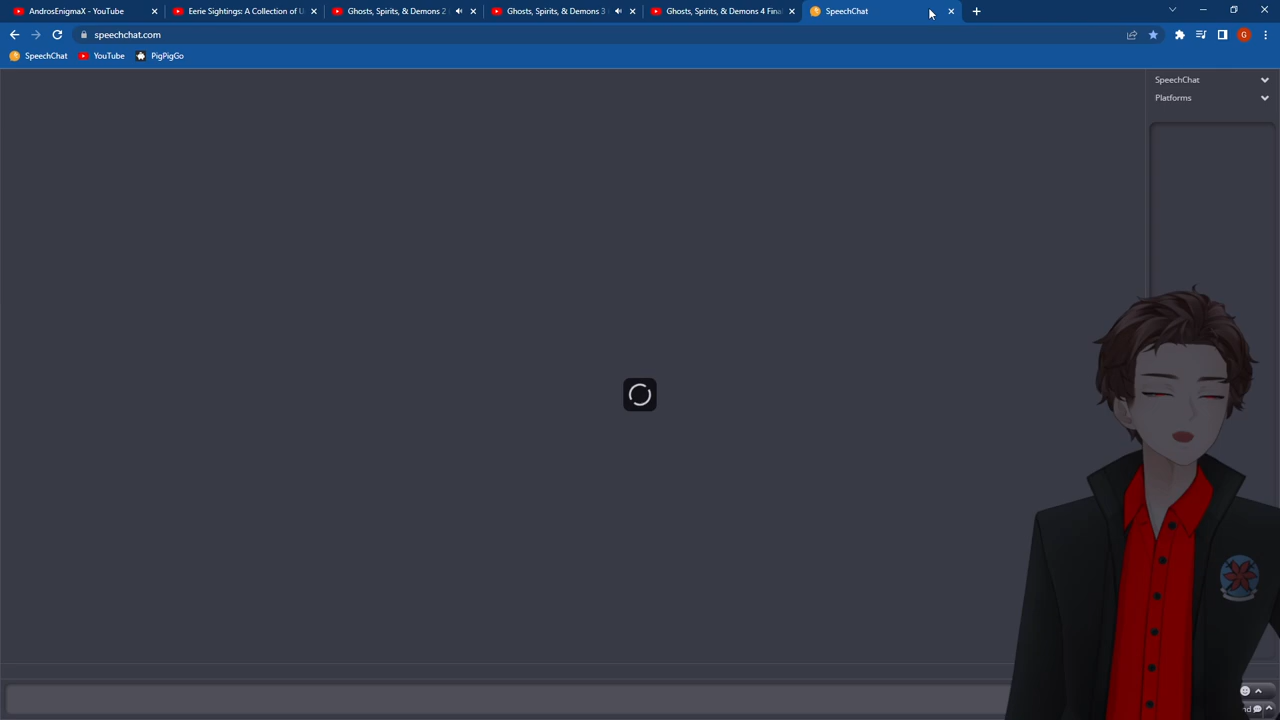 AndrosEnigmaX - YouTube
Eerie Sightings: A Collection of U
Ghosts, Spirits, & Demons 2
Ghosts, Spirits, & Demons 3
Ghosts, Spirits, & Demons 4 Fina
SpeechChat
speechchat.com
G
SpeechChat
YouTube
PigPigGo
SpeechChat
Platforms